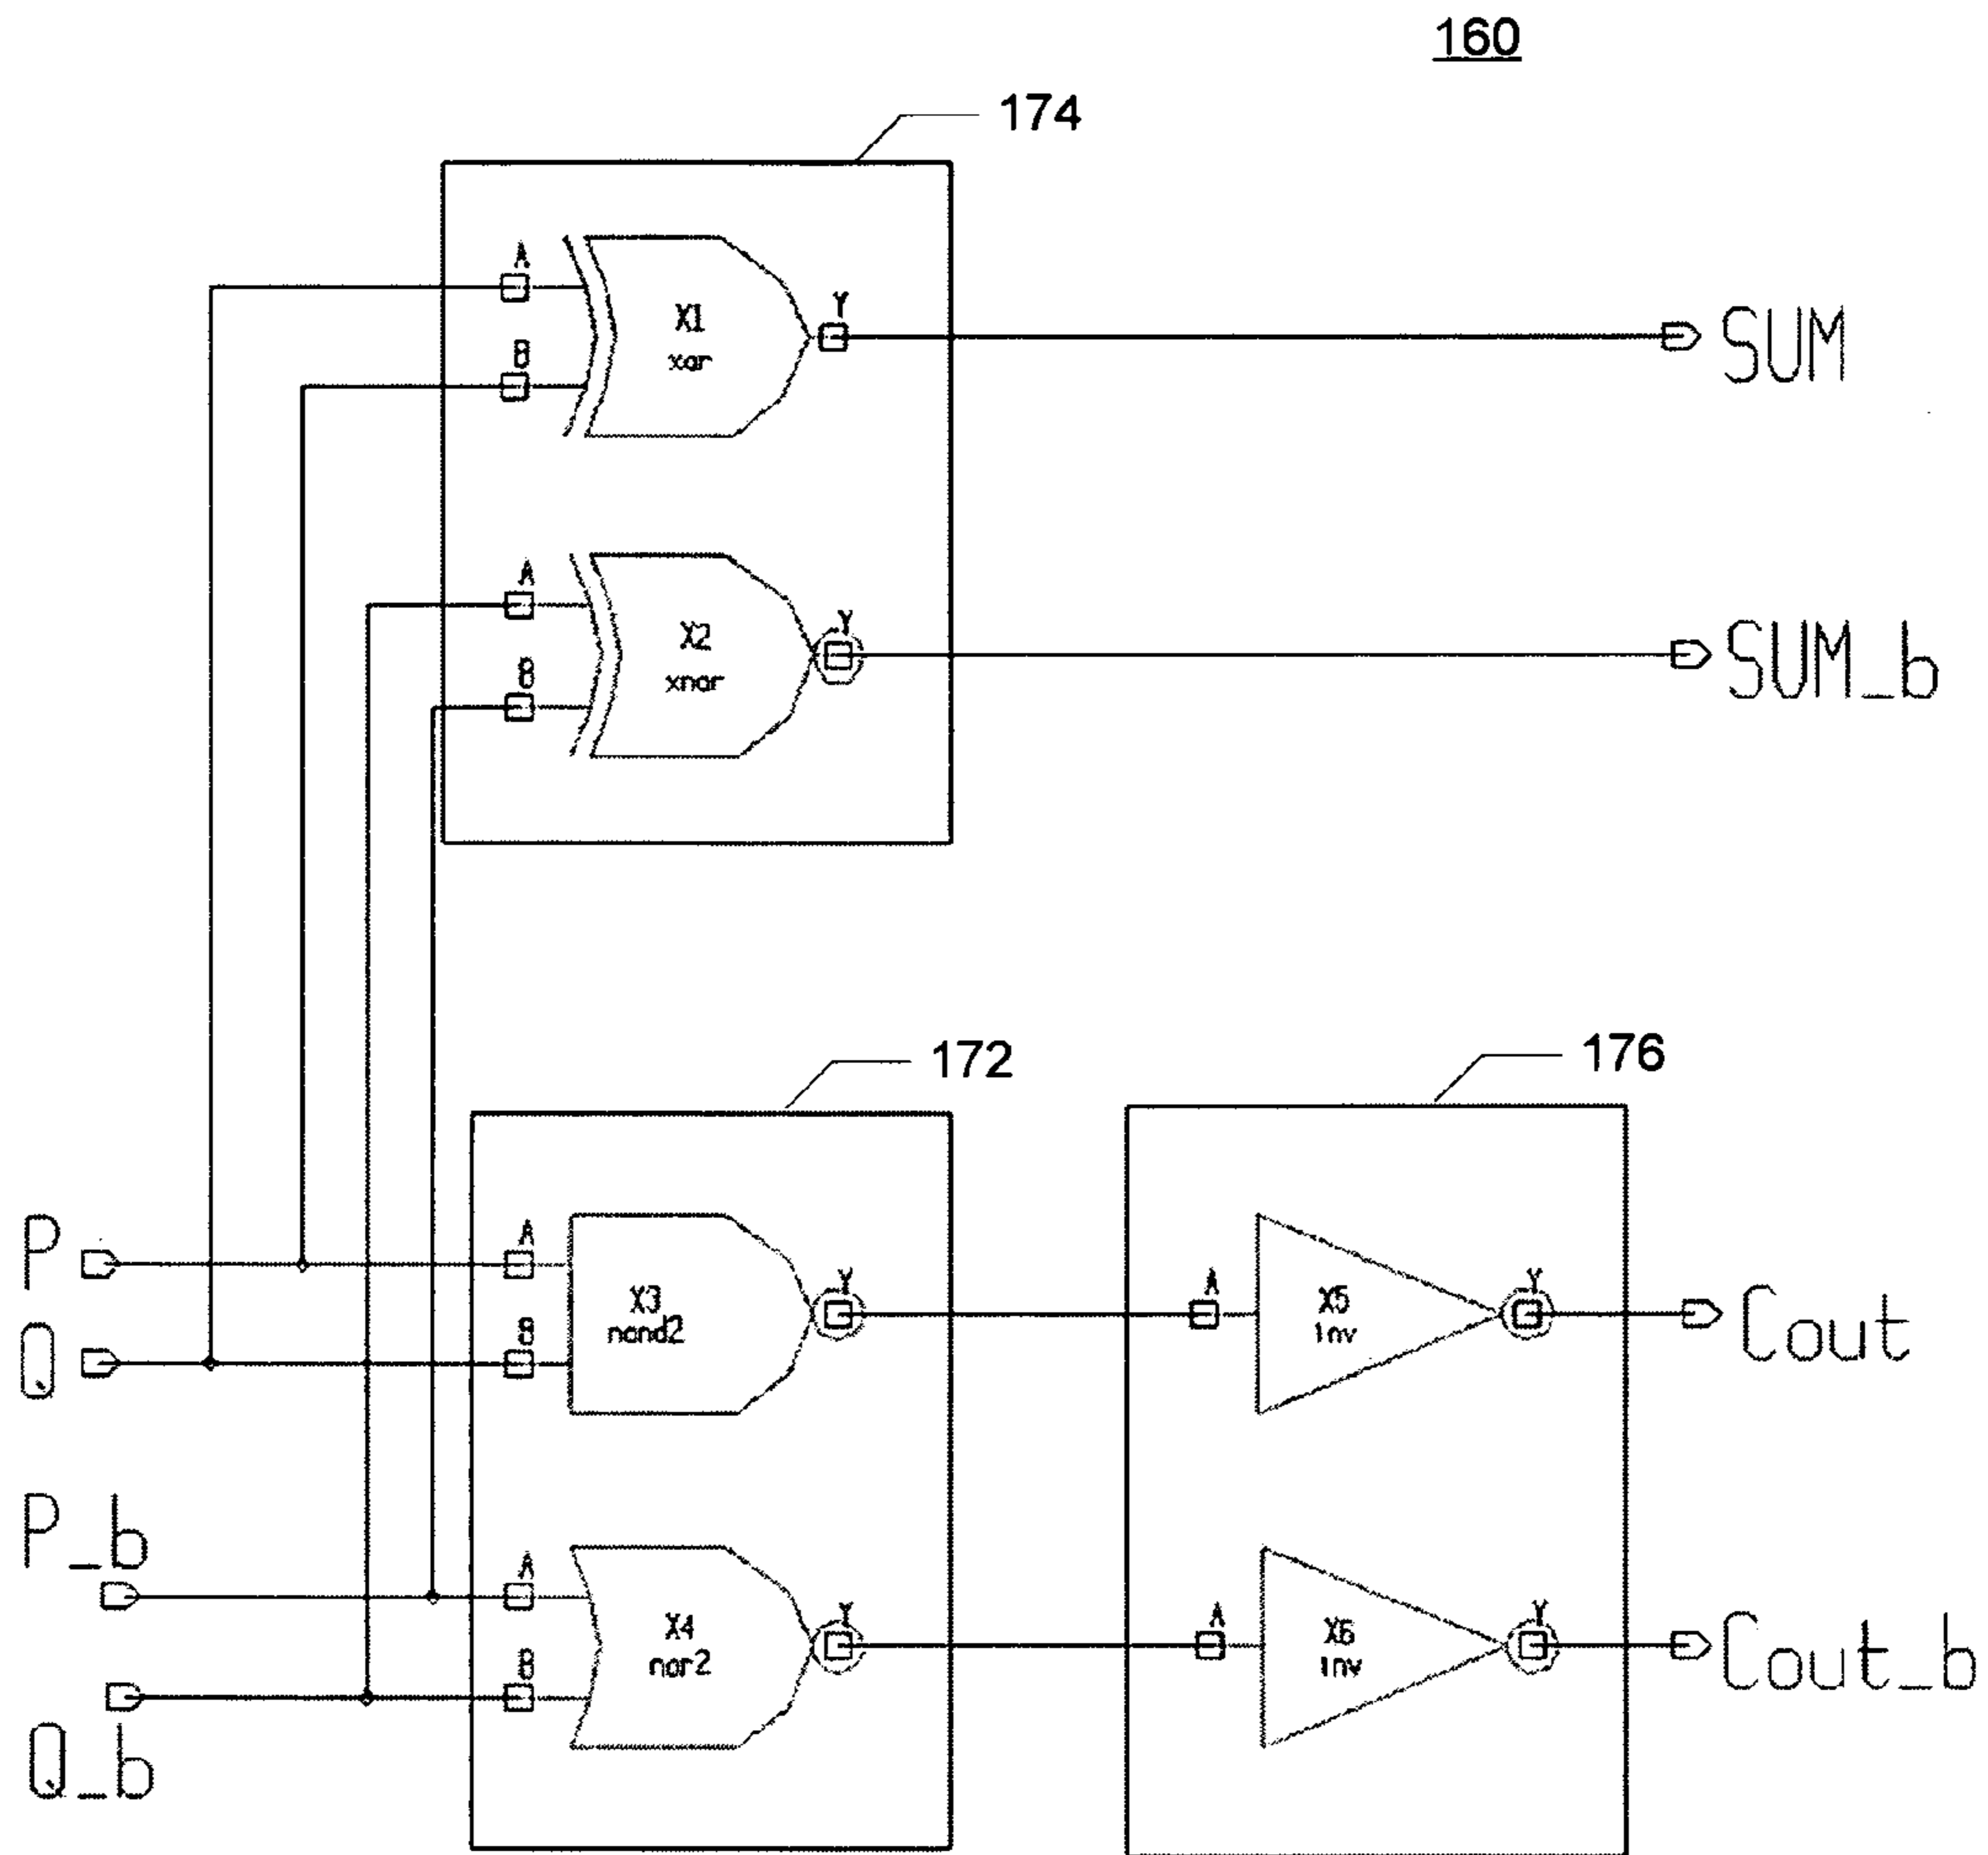 160
174
A
X1
xor
B
Y
SUM
A
X2
xnor
B
Y
SUM_b
172
176
P
A
X3
nand2
Y
A
X5
inv
Y
Cout
Q
B
P_b
A
X4
nor2
Y
A
X6
inv
Y
Cout_b
B
Q_b